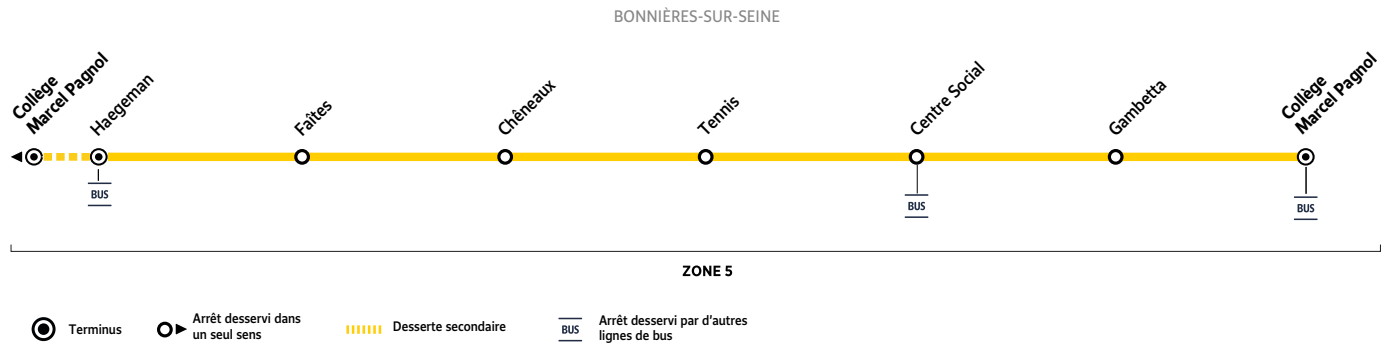 BONNIÈRES-SUR-SEINE
Collège
Marcel Pagnol
Haegeman
Faîtes
Chêneaux
Tennis
Centre Social
Gambetta
Collège
Marcel Pagnol
BUS
BUS
BUS
ZONE 5
Terminus
Arrêt desservi dans
un seul sens
Desserte secondaire
BUS
Arrêt desservi par d'autres
lignes de bus